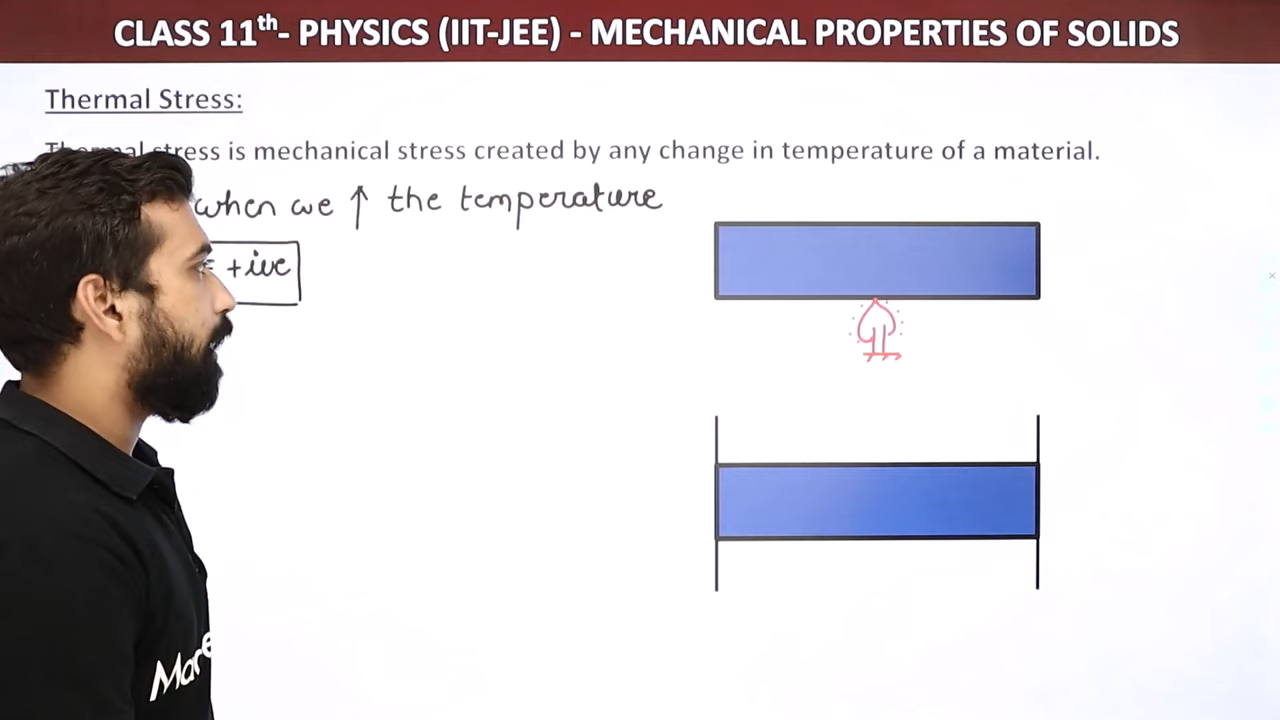 CLASS 11th- PHYSICS (IIT-JEE) - MECHANICAL PROPERTIES OF SOLIDS
Thermal Stress:
Thermal stress is mechanical stress created by any change in temperature of a material.
when we ↑ the temperature
= +ive